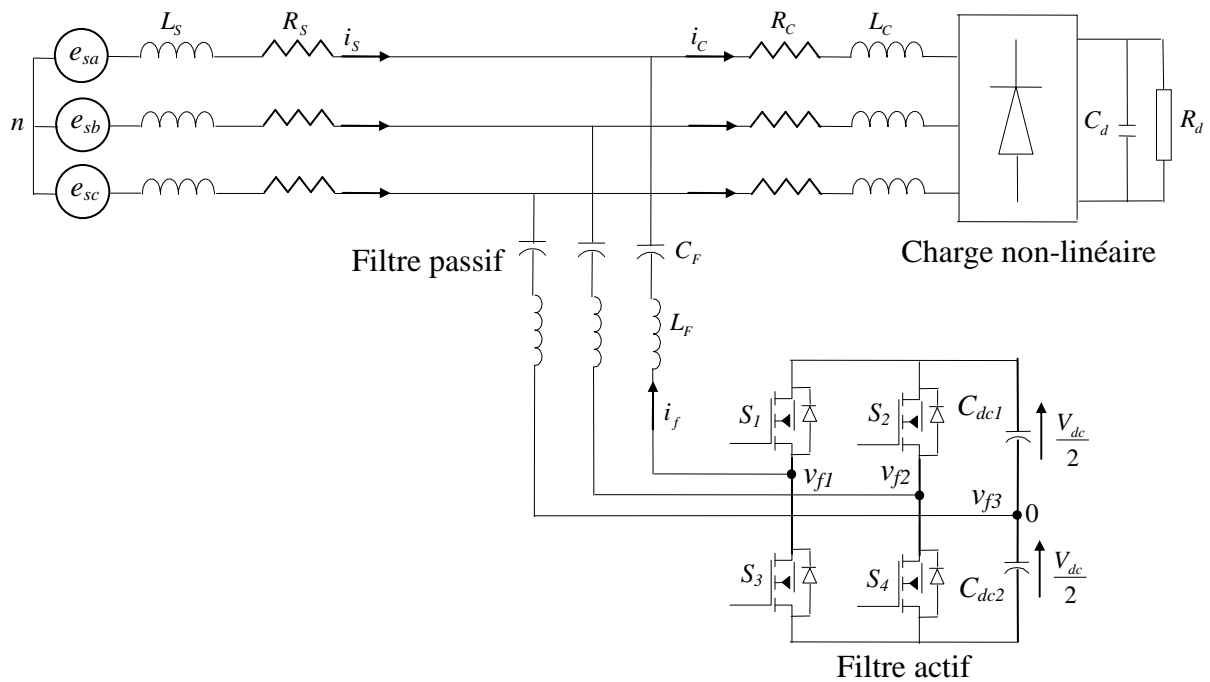 L_S
R_S
i_S
i_C
R_C
L_C
e_sa
n
e_sb
e_sc
C_d
R_d
Filtre passif
C_F
Charge non-linéaire
L_F
i_f
S_1
S_2
C_dc1
V_dc
2
v_f1
v_f2
v_f3
0
S_3
S_4
C_dc2
V_dc
2
Filtre actif